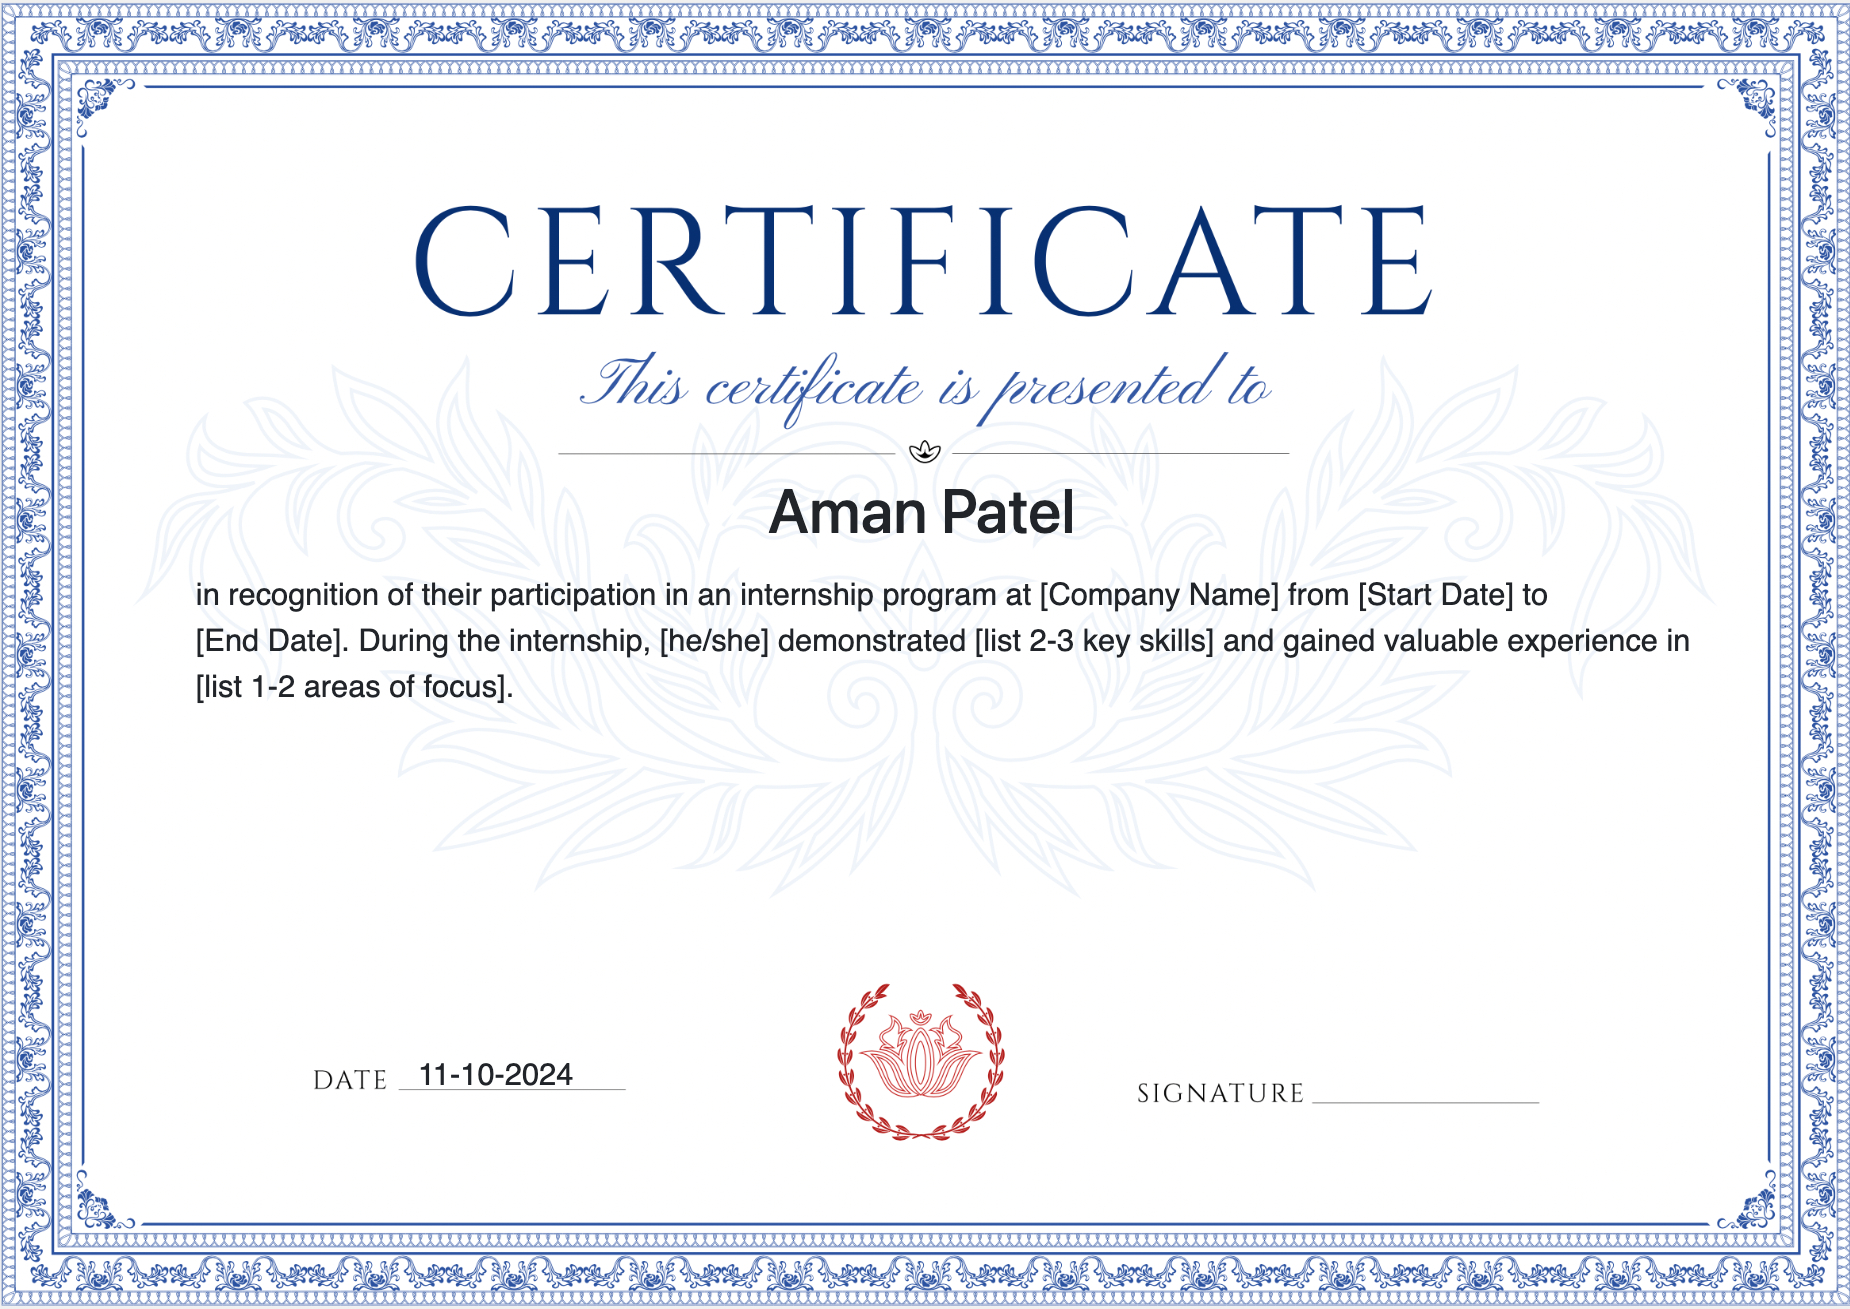 CERTIFICATE
This certificate is presented to
Aman Patel
in recognition of their participation in an internship program at [Company Name] from [Start Date] to
[End Date]. During the internship, [he/she] demonstrated [list 2-3 key skills] and gained valuable experience in
[list 1-2 areas of focus].
DATE 11-10-2024
SIGNATURE